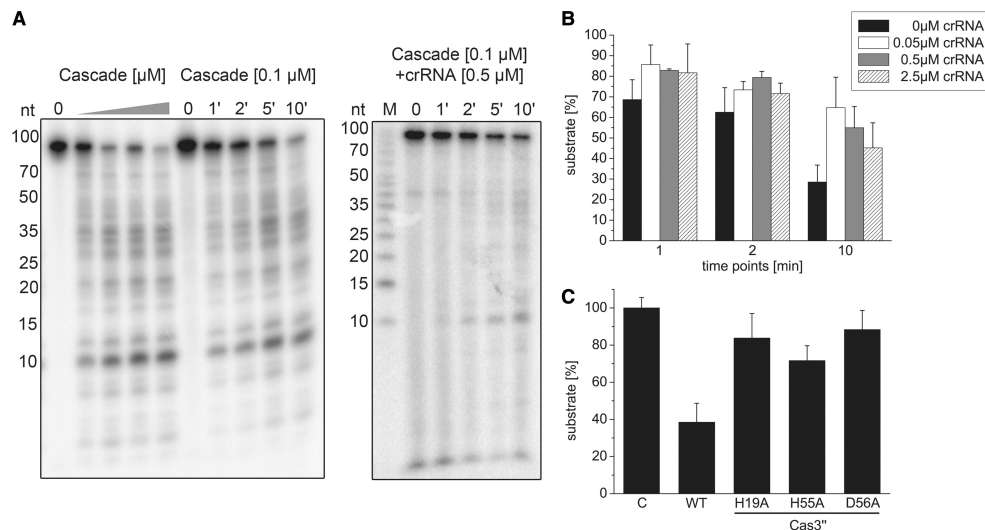 A
Cascade [µM]
Cascade [0.1 µM]
nt 0 0 1' 2' 5' 10'
100
70
50
35
25
20
15
10
Cascade [0.1 µM]
+crRNA [0.5 µM]
nt M 0 1' 2' 5' 10'
100
70
50
35
25
20
15
10
B
0µM crRNA
0.05µM crRNA
0.5µM crRNA
2.5µM crRNA
substrate [%]
100
90
80
70
60
50
40
30
20
10
0
1 2 10
time points [min]
C
substrate [%]
100
80
60
40
20
0
C WT H19A H55A D56A
Cas3"